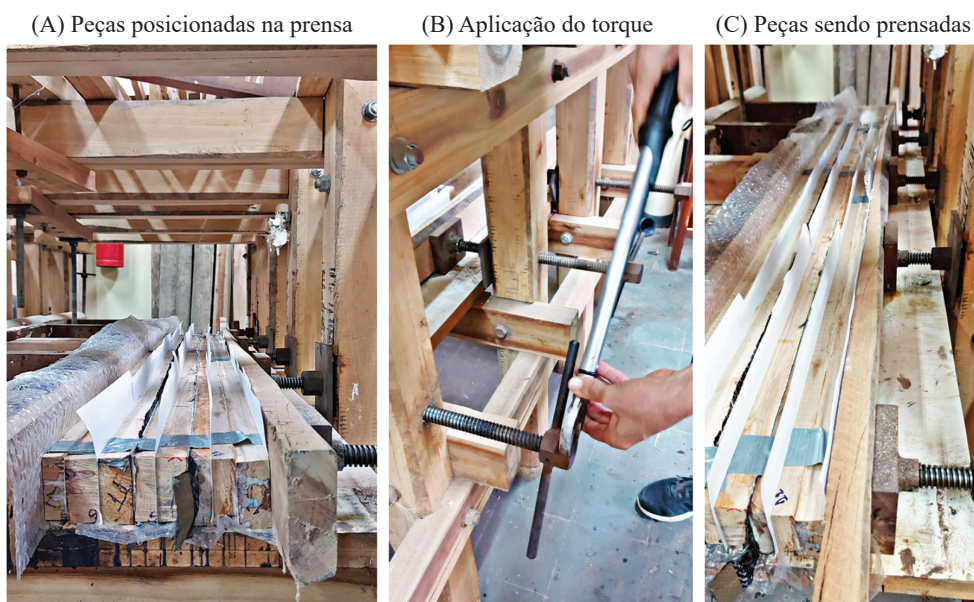 (A) Peças posicionadas na prensa
(B) Aplicação do torque
(C) Peças sendo prensadas